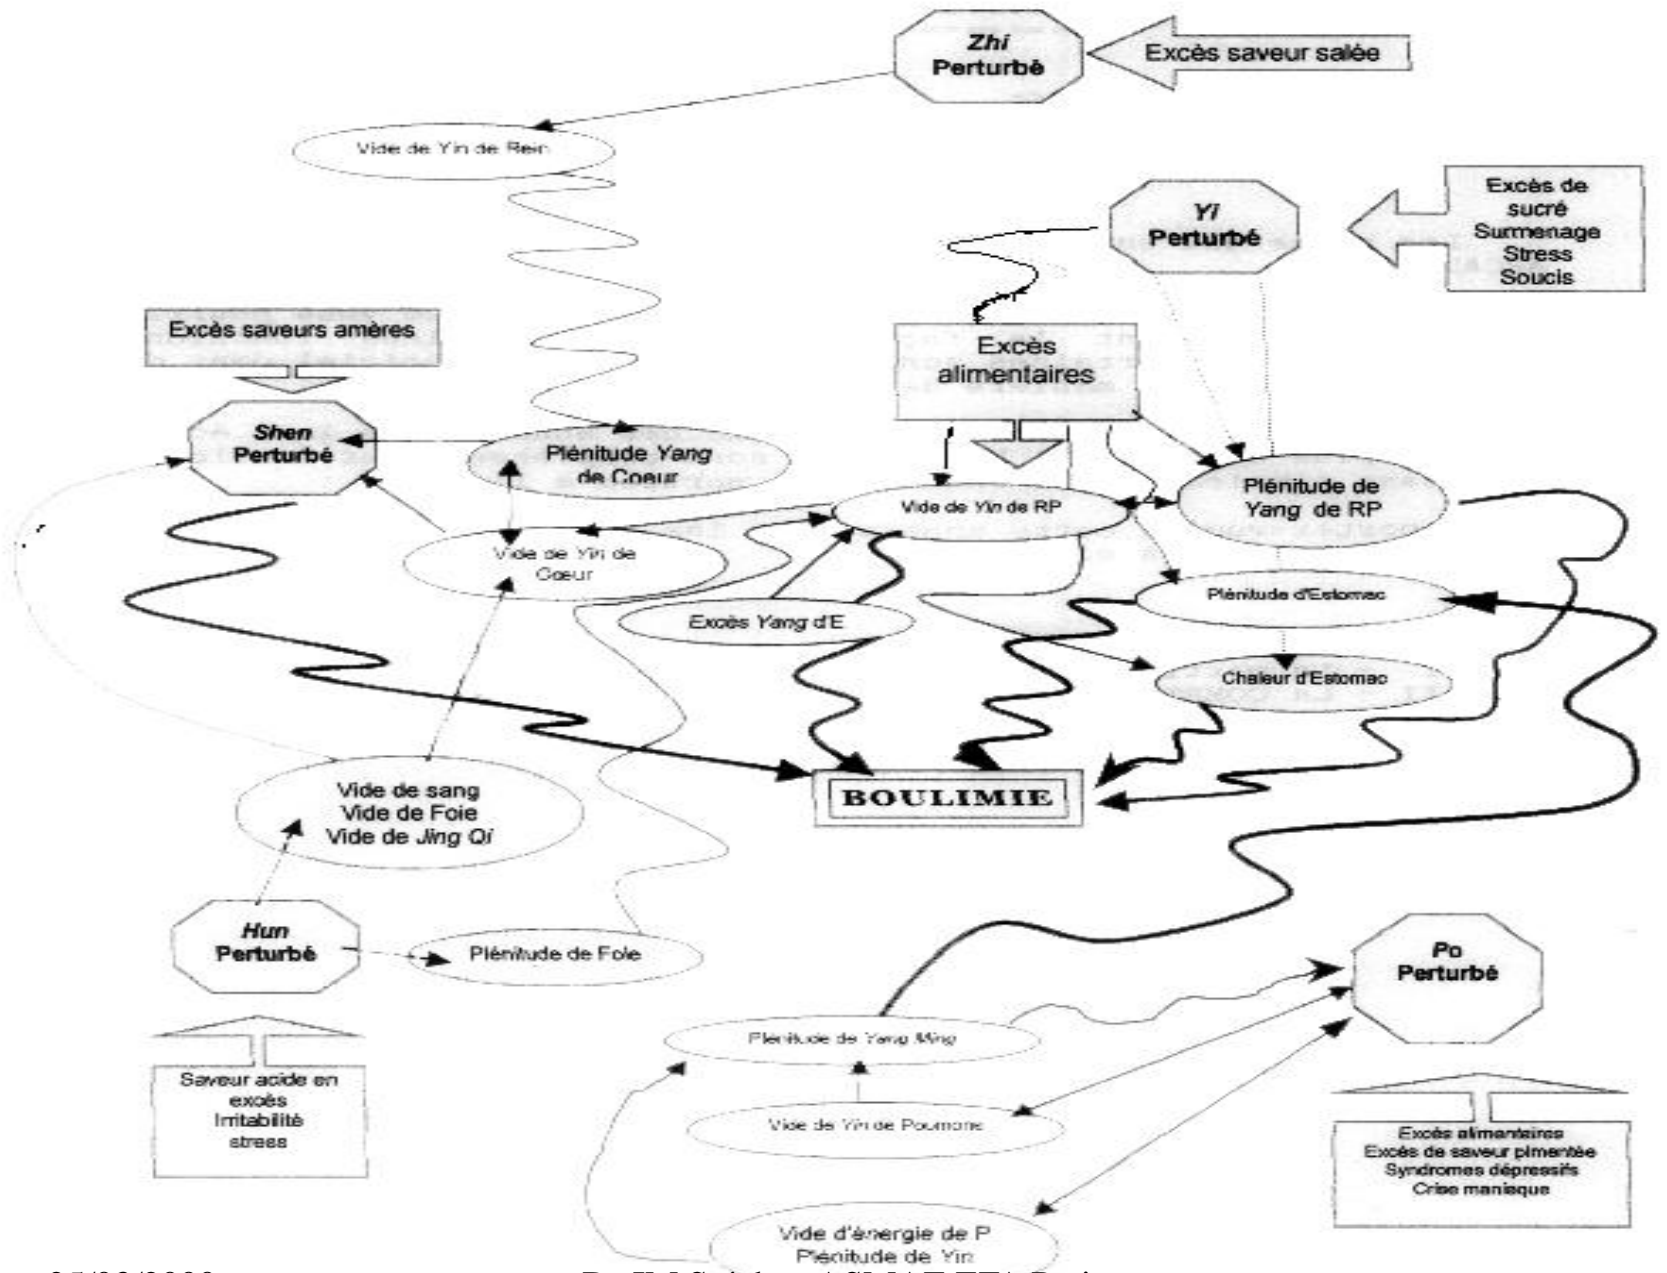 Zhi
Perturbé
Excès saveur salée
Vide de Yin de Rein
Yi
Perturbé
Excès de
sucré
Surmenage
Stress
Soucis
Excès saveurs amères
Excès
alimentaires
Shen
Perturbé
Plénitude Yang
de Coeur
Vide de Yin de RP
Plénitude de
Yang de RP
Vide de Yin de
Cœur
Excès Yang d'E
Plénitude d'Estomac
Chaleur d'Estomac
BOULIMIE
Vide de sang
Vide de Foie
Vide de Jing Qi
Hun
Perturbé
Plénitude de Foie
Po
Perturbé
Plénitude de Yang Ming
Saveur acide en
excés
Irritabilité
stress
Vide de Yin de Poumons
Excés alimentaires
Excés de saveur pimentée
Syndromes dépressifs
Crise maniaque
Vide d'énergie de P
Plénitude de Yin